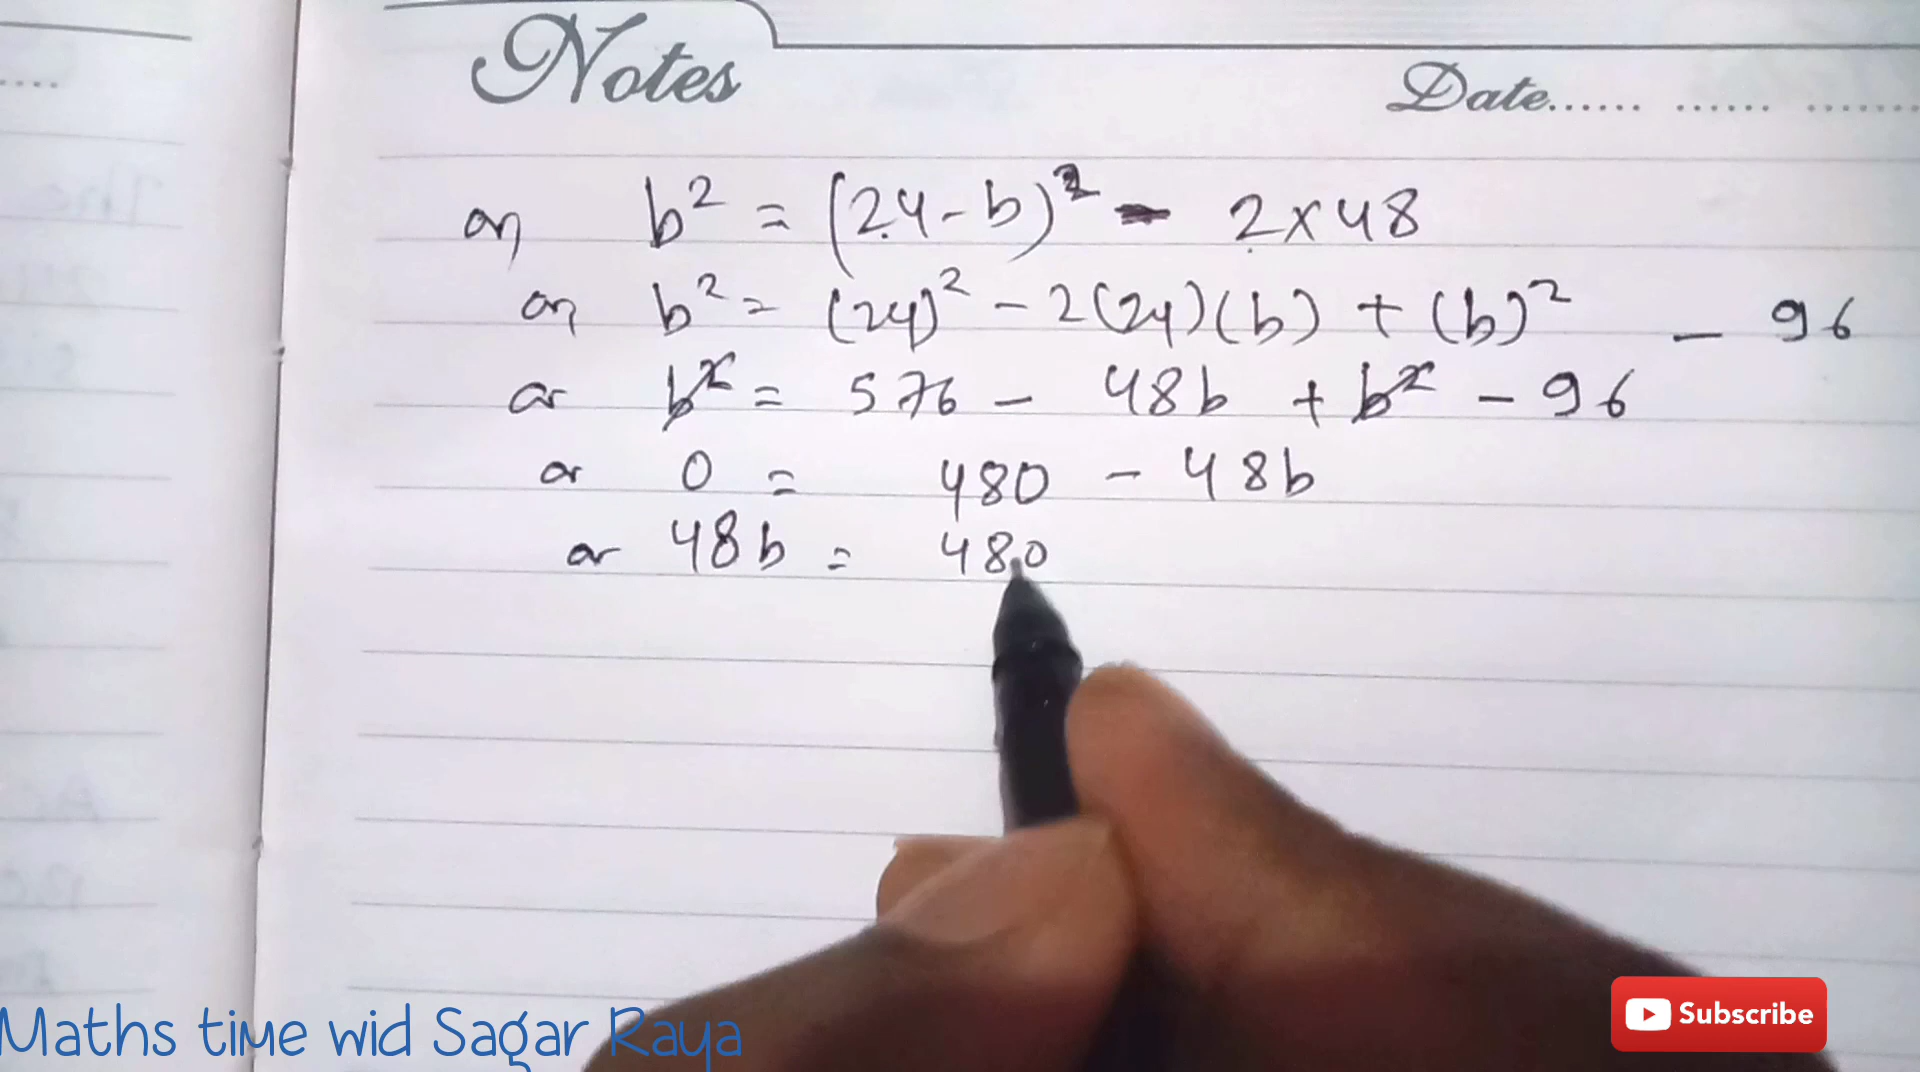 Notes
Date...... ...... .......
or b² = (24-b)² - 2×48
or b² = (24)² - 2(24)(b) + (b)² - 96
or b² = 576 - 48b + b² - 96
or 0 = 480 - 48b
or 48b = 480
Maths time wid Sagar Raya
Subscribe